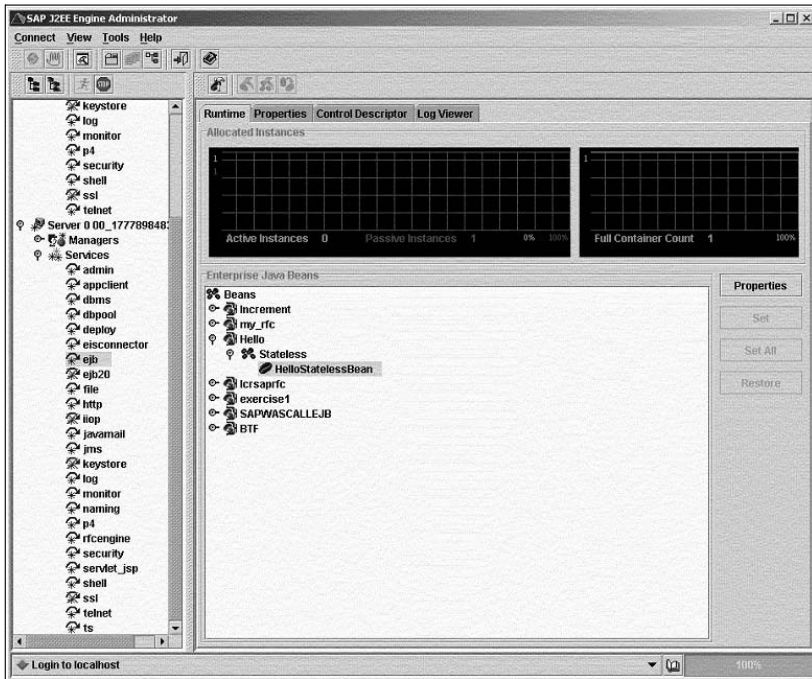 SAP J2EE Engine Administrator
Connect View Tools Help
keystore
log
monitor
p4
security
shell
ssl
telnet
Server 0 00_1777898483
Managers
Services
admin
appclient
dbms
dbpool
deploy
eisconnector
ejb
ejb20
file
http
iiop
javamail
jms
keystore
log
monitor
naming
p4
rfcengine
security
servlet_jsp
shell
ssl
telnet
ts
Runtime Properties Control Descriptor Log Viewer
Allocated Instances
1
1
Active Instances 0 Passive Instances 1 0% 100%
1
Full Container Count 1 100%
Enterprise Java Beans
Beans
Increment
my_rfc
Hello
Stateless
HelloStatelessBean
lcrsaprfc
exercise1
SAPWASCALLEJB
BTF
Properties
Set
Set All
Restore
Login to localhost
100%